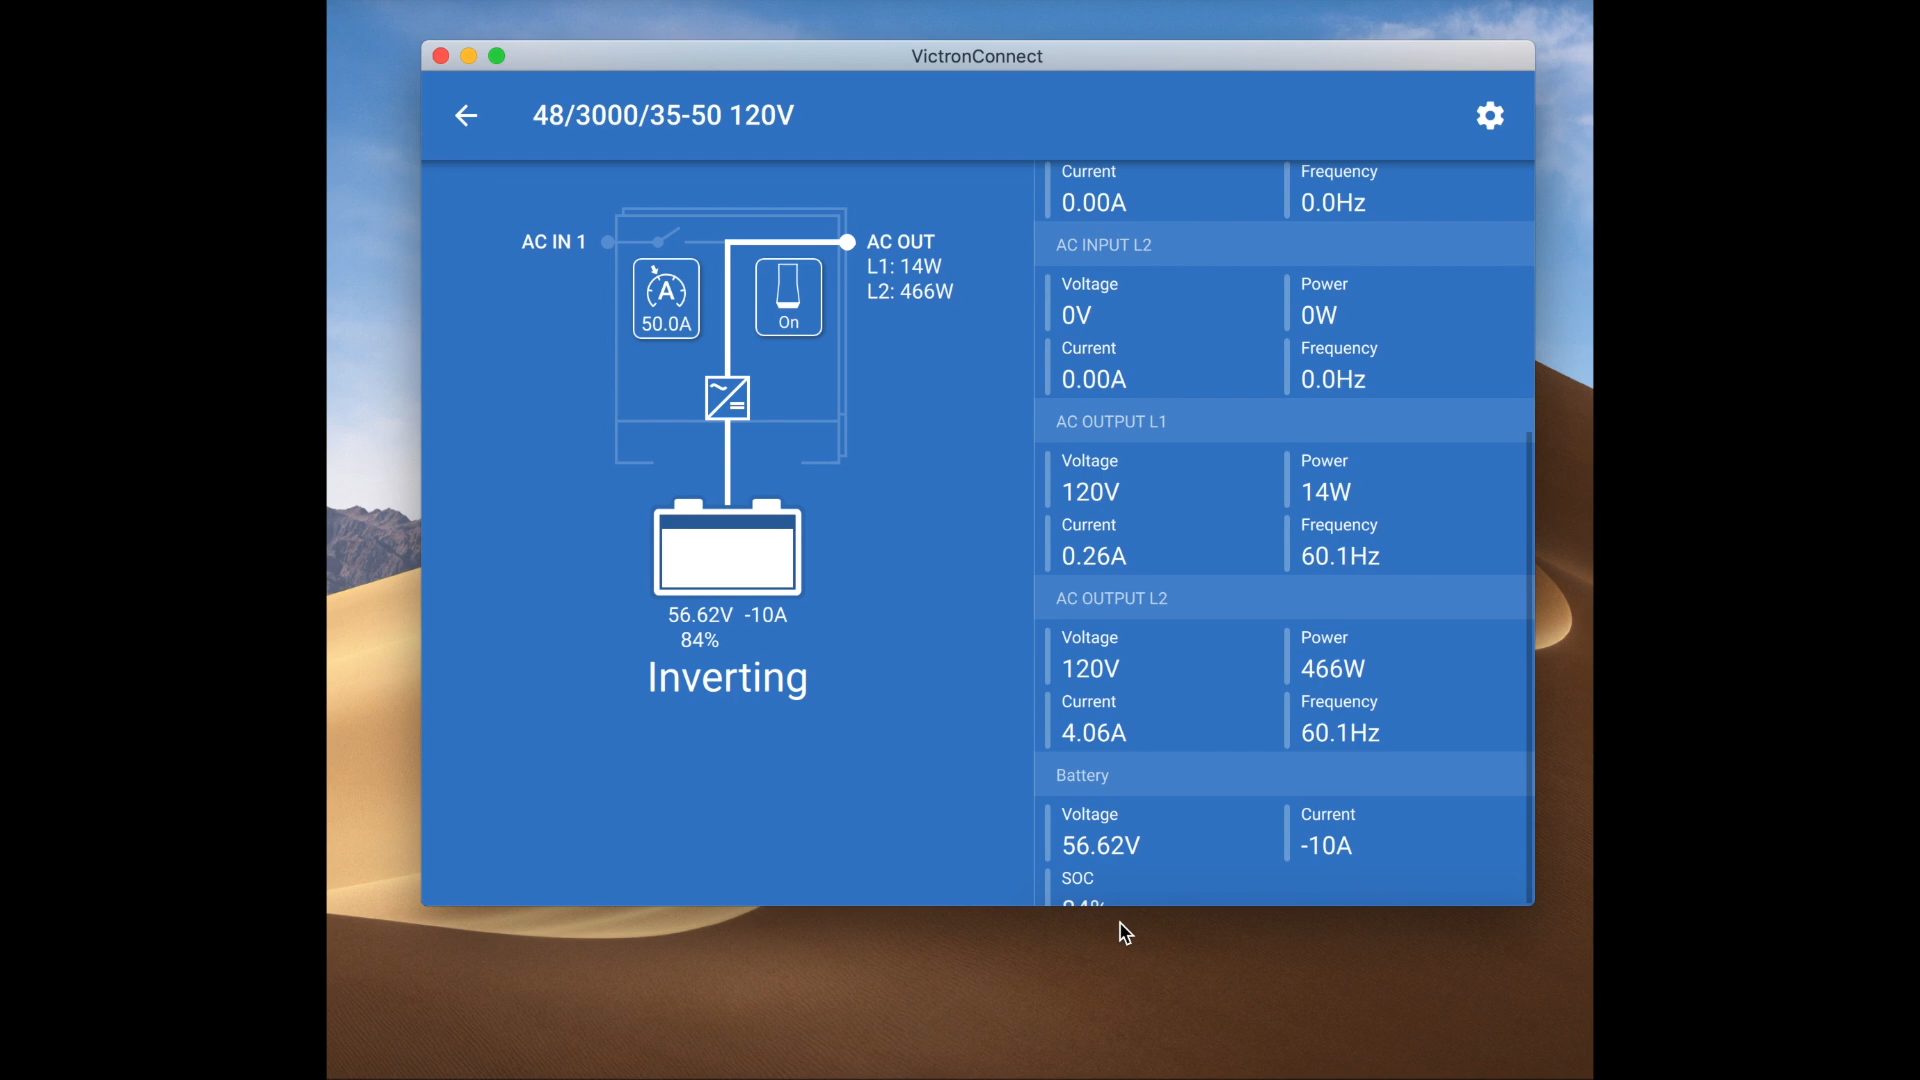 VictronConnect
48/3000/35-50 120V
AC IN 1
A
50.0A
On
AC OUT
L1: 14W
L2: 466W
56.62V -10A
84%
Inverting
Current Frequency
0.00A 0.0Hz
AC INPUT L2
Voltage Power
0V 0W
Current Frequency
0.00A 0.0Hz
AC OUTPUT L1
Voltage Power
120V 14W
Current Frequency
0.26A 60.1Hz
AC OUTPUT L2
Voltage Power
120V 466W
Current Frequency
4.06A 60.1Hz
Battery
Voltage Current
56.62V -10A
SOC